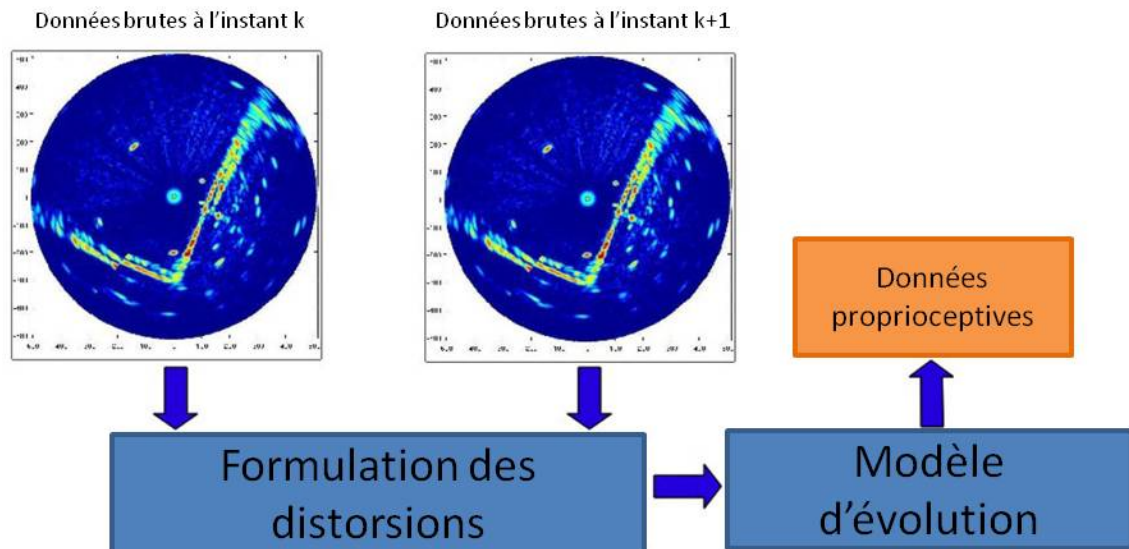 Données brutes à l'instant k
Données brutes à l'instant k+1
Données
proprioceptives
Formulation des
distorsions
Modèle
d'évolution